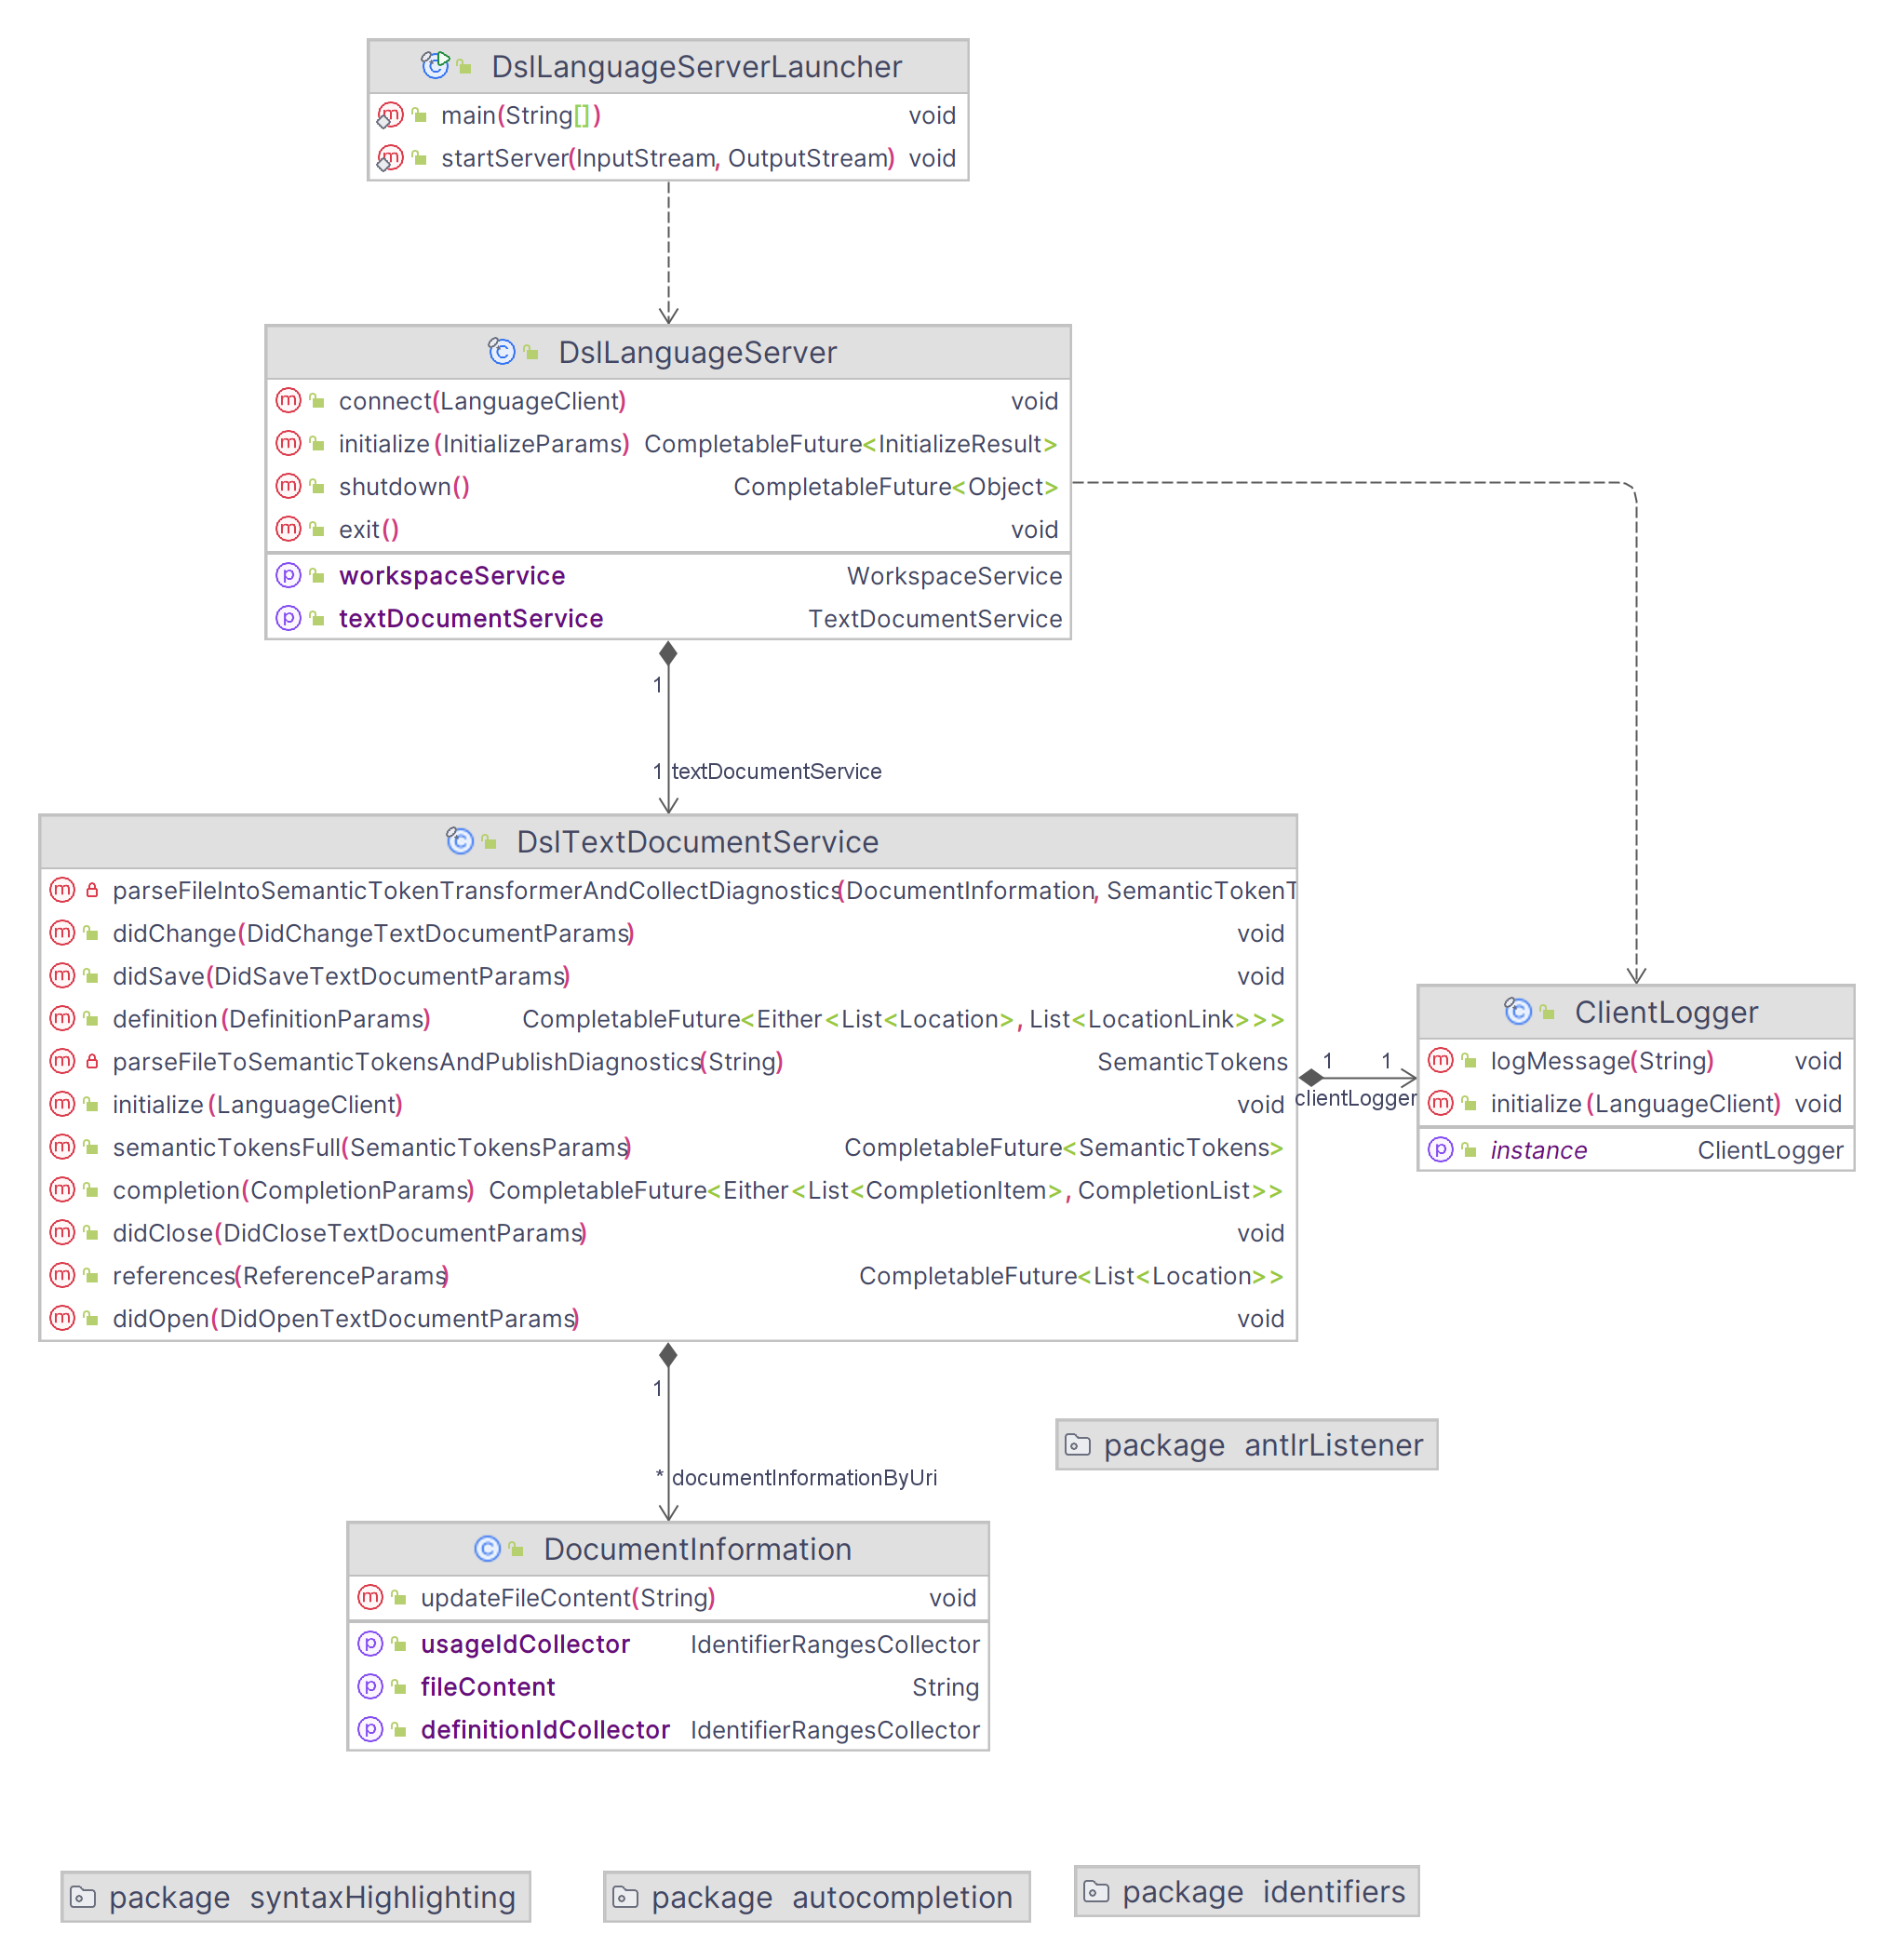 DslLanguageServerLauncher
main(String[]) void
startServer(InputStream, OutputStream) void
DslLanguageServer
connect(LanguageClient) void
initialize(InitializeParams) CompletableFuture<InitializeResult>
shutdown() CompletableFuture<Object>
exit() void
workspaceService WorkspaceService
textDocumentService TextDocumentService
1
1 textDocumentService
DslTextDocumentService
parseFileIntoSemanticTokenTransformerAndCollectDiagnostics(DocumentInformation, SemanticTokenT
didChange(DidChangeTextDocumentParams) void
didSave(DidSaveTextDocumentParams) void
definition(DefinitionParams) CompletableFuture<Either<List<Location>, List<LocationLink>>>
parseFileToSemanticTokensAndPublishDiagnostics(String) SemanticTokens
initialize(LanguageClient) void
semanticTokensFull(SemanticTokensParams) CompletableFuture<SemanticTokens>
completion(CompletionParams) CompletableFuture<Either<List<CompletionItem>, CompletionList>>
didClose(DidCloseTextDocumentParams) void
references(ReferenceParams) CompletableFuture<List<Location>>
didOpen(DidOpenTextDocumentParams) void
1 1
clientLogger
ClientLogger
logMessage(String) void
initialize(LanguageClient) void
instance ClientLogger
1
* documentInformationByUri
package antlrListener
DocumentInformation
updateFileContent(String) void
usageIdCollector IdentifierRangesCollector
fileContent String
definitionIdCollector IdentifierRangesCollector
package syntaxHighlighting
package autocompletion
package identifiers